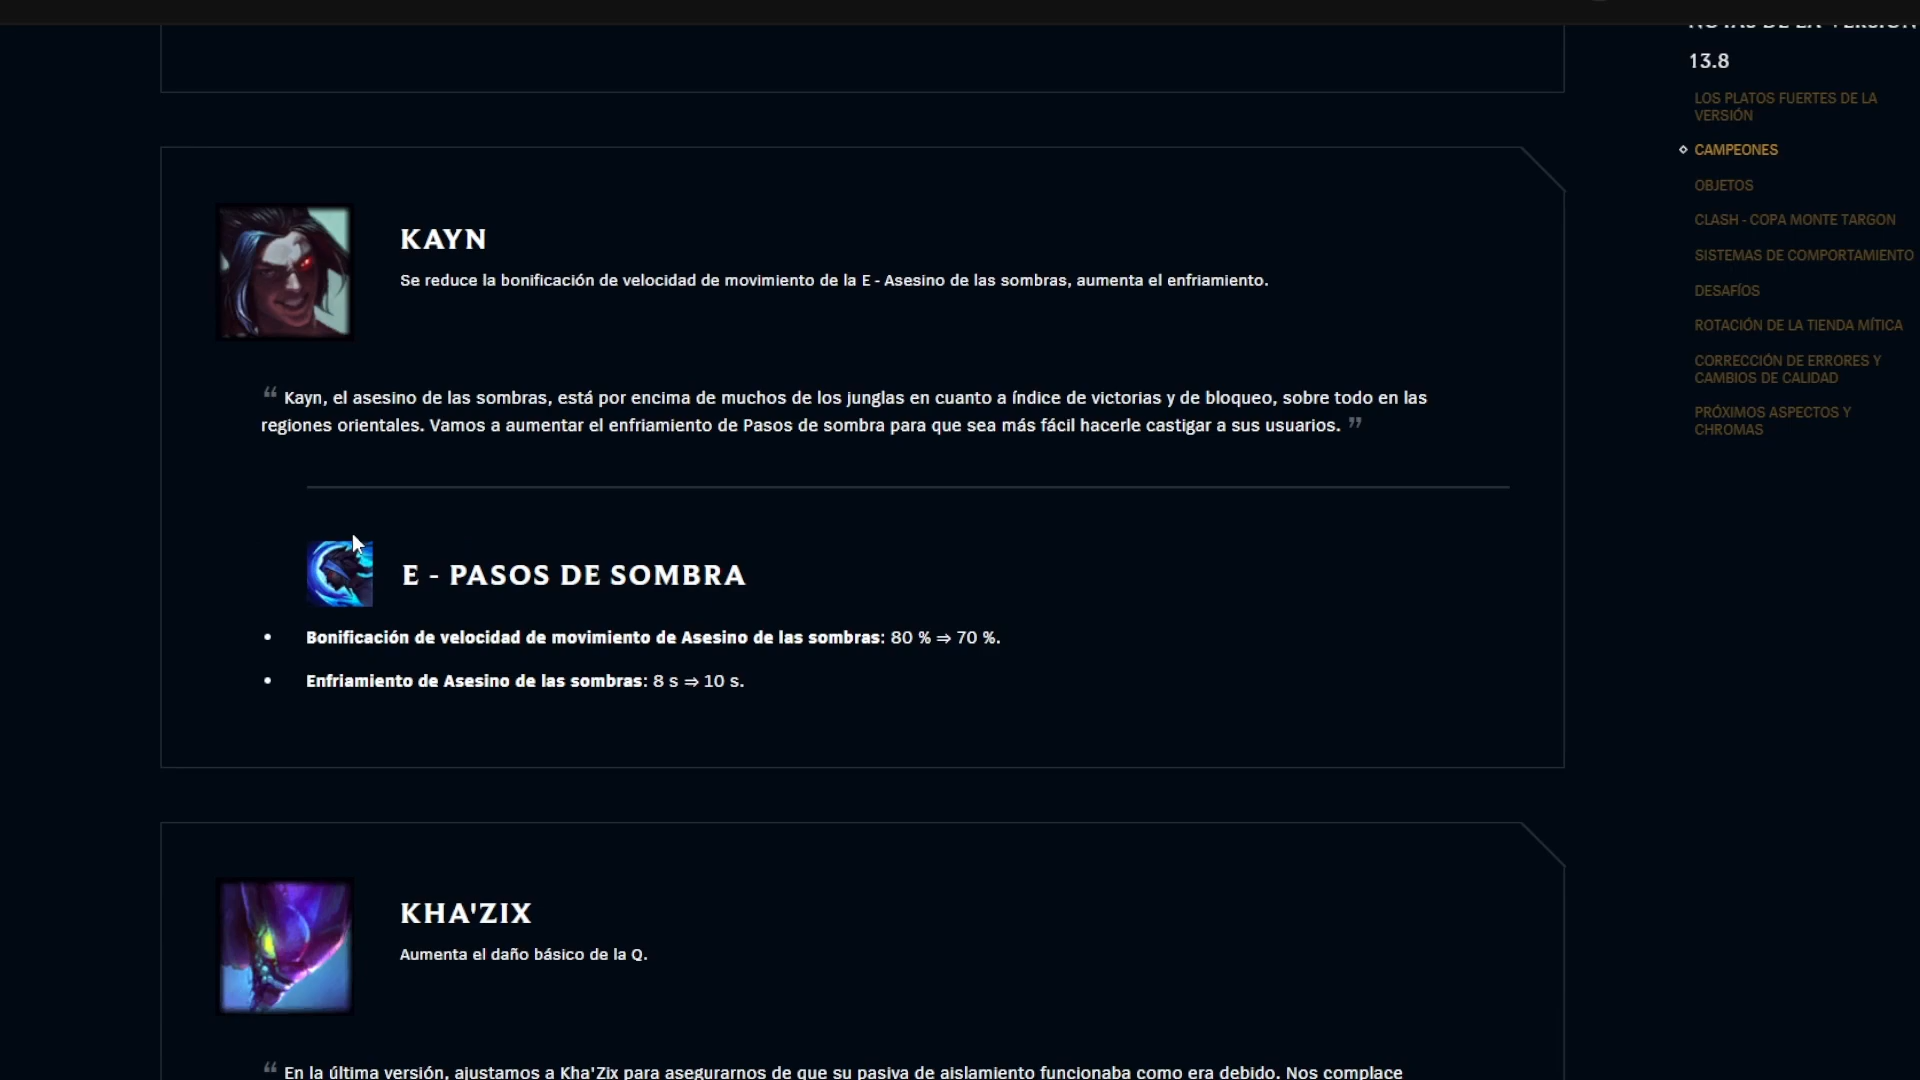 NOTAS DE LA VERSIÓN
13.8
LOS PLATOS FUERTES DE LA
VERSIÓN
CAMPEONES
OBJETOS
CLASH - COPA MONTE TARGON
SISTEMAS DE COMPORTAMIENTO
DESAFÍOS
ROTACIÓN DE LA TIENDA MÍTICA
CORRECCIÓN DE ERRORES Y
CAMBIOS DE CALIDAD
PRÓXIMOS ASPECTOS Y
CHROMAS
KAYN
Se reduce la bonificación de velocidad de movimiento de la E - Asesino de las sombras, aumenta el enfriamiento.
“ Kayn, el asesino de las sombras, está por encima de muchos de los junglas en cuanto a índice de victorias y de bloqueo, sobre todo en las
regiones orientales. Vamos a aumentar el enfriamiento de Pasos de sombra para que sea más fácil hacerle castigar a sus usuarios. ”
E - PASOS DE SOMBRA
• Bonificación de velocidad de movimiento de Asesino de las sombras: 80 % ⇒ 70 %.
• Enfriamiento de Asesino de las sombras: 8 s ⇒ 10 s.
KHA'ZIX
Aumenta el daño básico de la Q.
“ En la última versión, ajustamos a Kha'Zix para asegurarnos de que su pasiva de aislamiento funcionaba como era debido. Nos complace